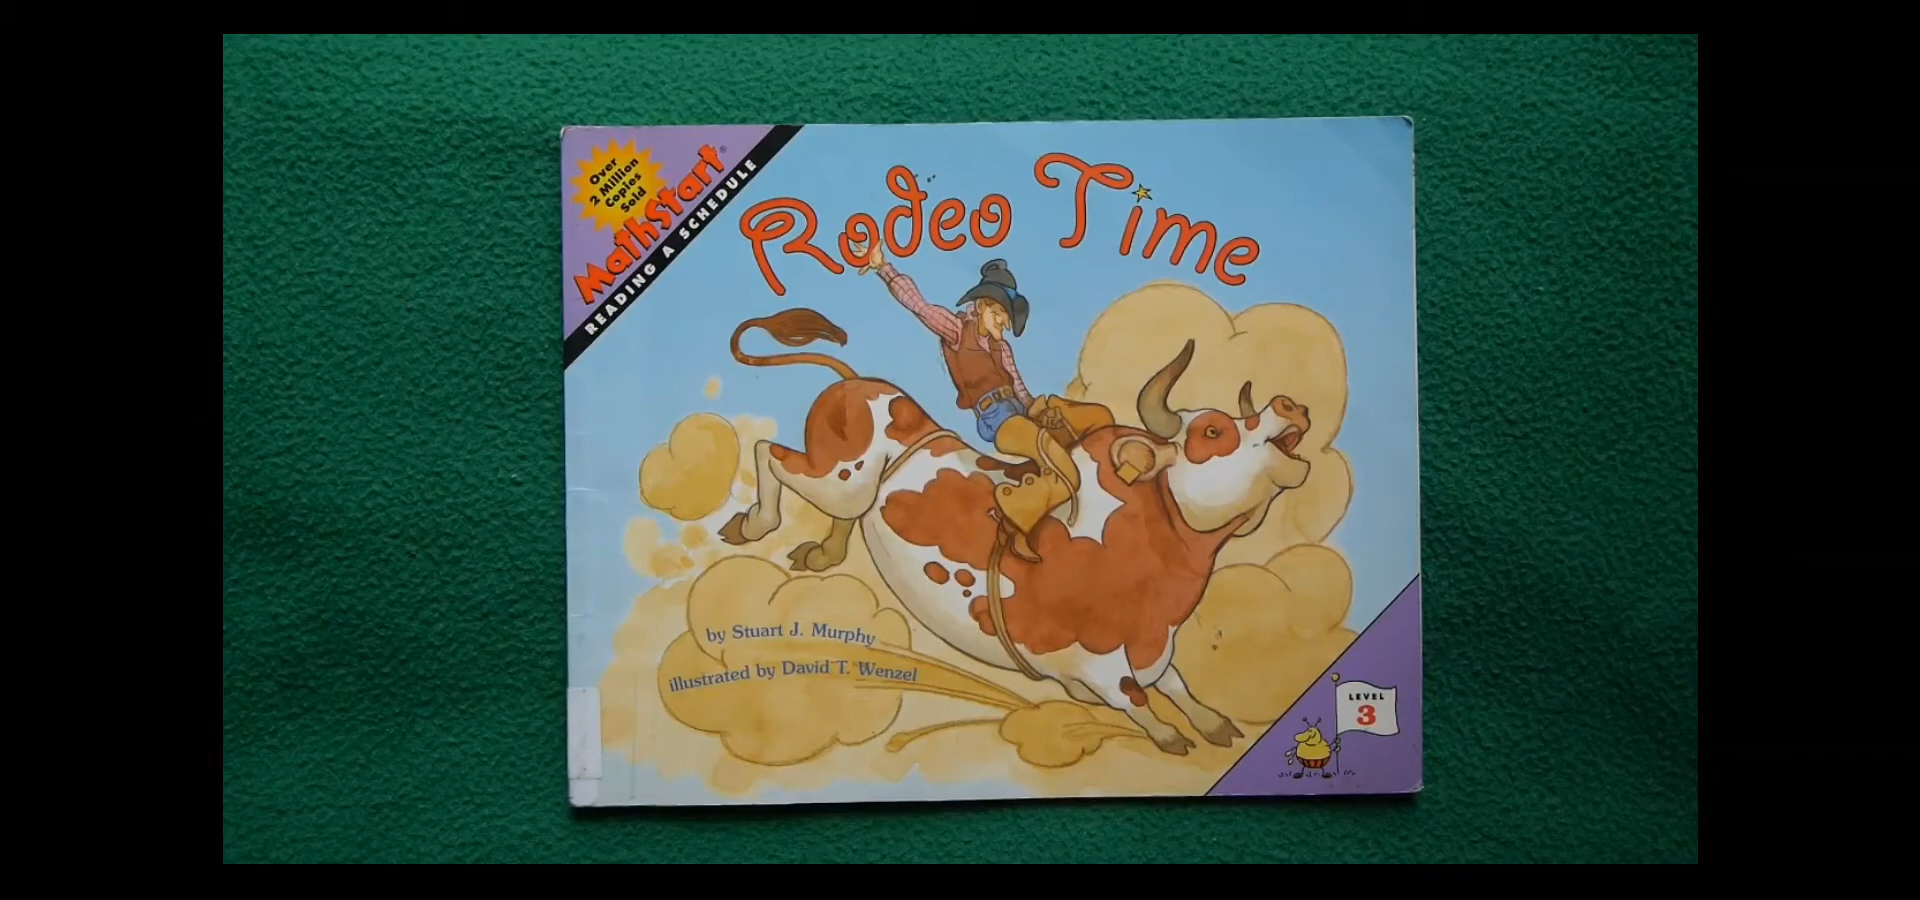 Over
2 Million
Copies
Sold
MathStart®
READING A SCHEDULE
Rodeo Time
by Stuart J. Murphy
illustrated by David T. Wenzel
LEVEL
3